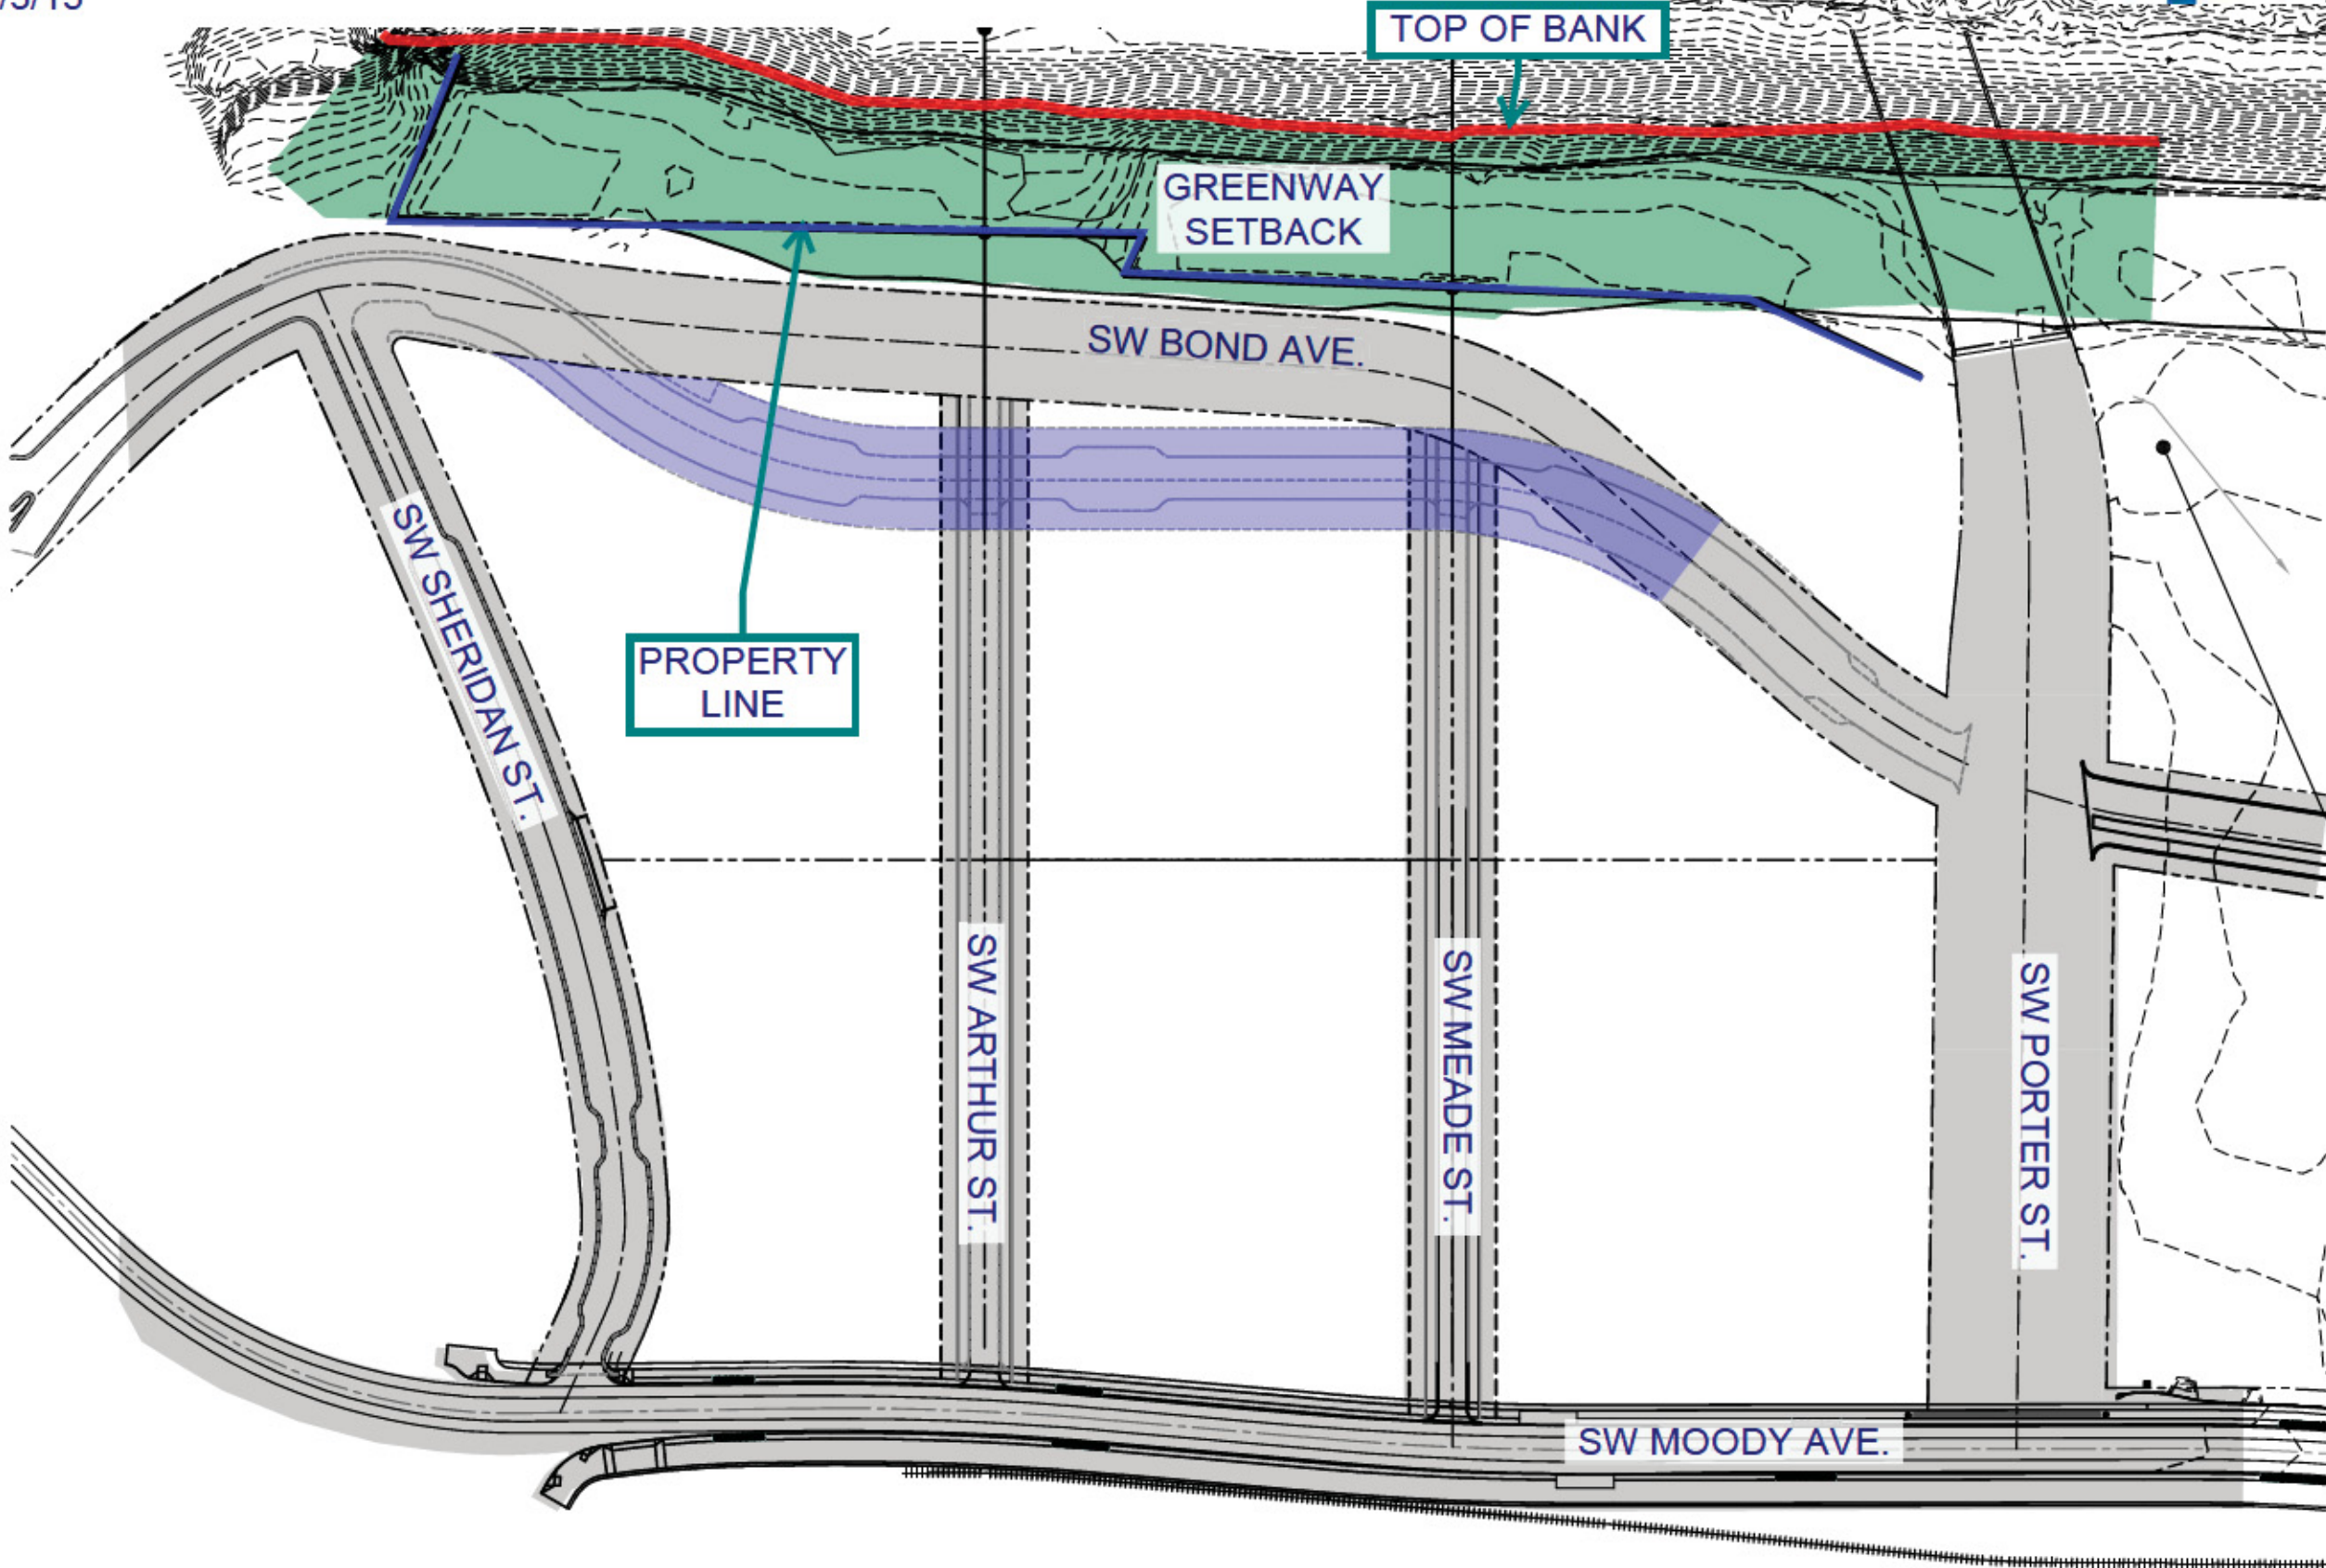 TOP OF BANK
GREENWAY
SETBACK
SW BOND AVE.
SW SHERIDAN ST.
PROPERTY
LINE
SW ARTHUR ST.
SW MEADE ST.
SW PORTER ST.
SW MOODY AVE.